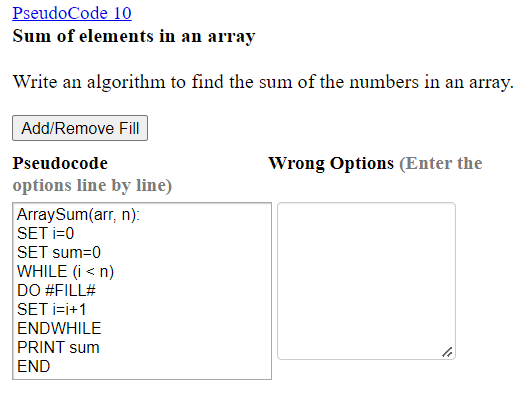 PseudoCode 10
Sum of elements in an array
Write an algorithm to find the sum of the numbers in an array.
Add/Remove Fill
Pseudocode
Wrong Options (Enter the
options line by line)
ArraySum(arr, n):
SET i=0
SET sum=0
WHILE (i < n)
DO #FILL#
SET i=i+1
ENDWHILE
PRINT sum
END